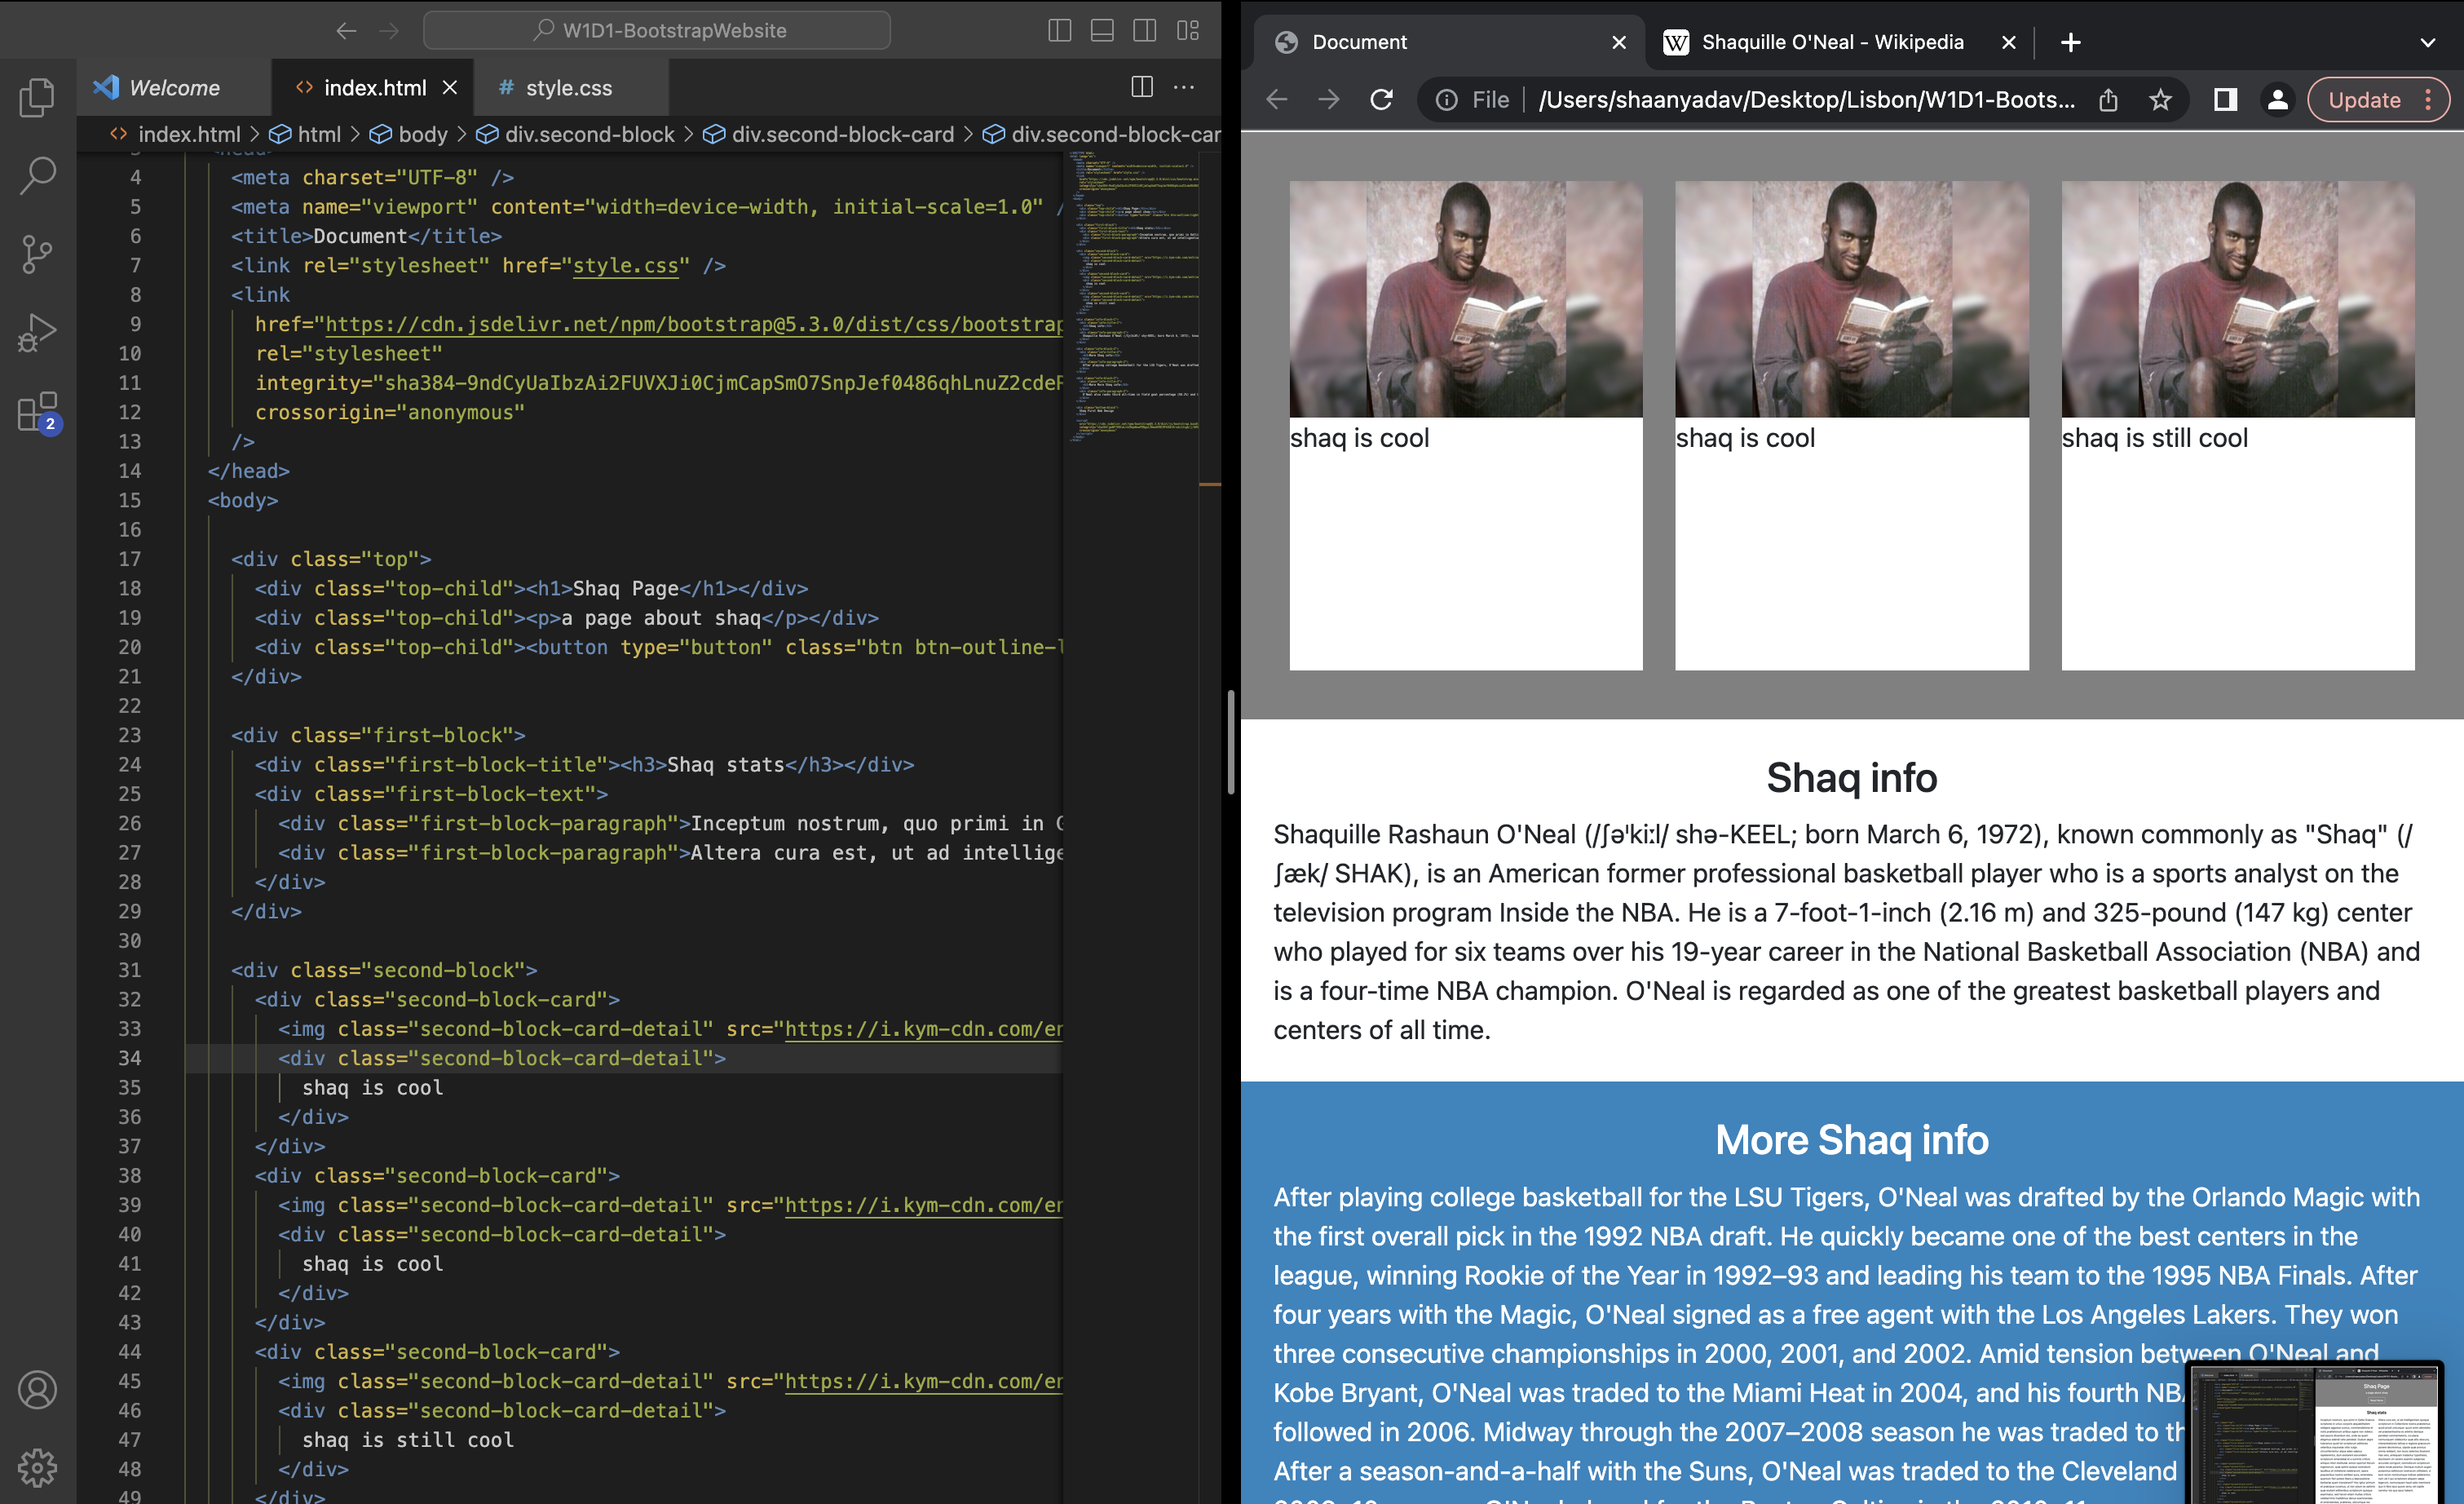 W1D1-BootstrapWebsite
Welcome
index.html
# style.css
index.html > html > body > div.second-block > div.second-block-card > div.second-block-car
4 <meta charset="UTF-8" />
5 <meta name="viewport" content="width=device-width, initial-scale=1.0" /
6 <title>Document</title>
7 <link rel="stylesheet" href="style.css" />
8 <link
9 href="https://cdn.jsdelivr.net/npm/bootstrap@5.3.0/dist/css/bootstrap
10 rel="stylesheet"
11 integrity="sha384-9ndCyUaIbzAi2FUVXJi0CjmCapSmO7SnpJef0486qhLnuZ2cdeR
12 crossorigin="anonymous"
13 />
14 </head>
15 <body>
16
17 <div class="top">
18 <div class="top-child"><h1>Shaq Page</h1></div>
19 <div class="top-child"><p>a page about shaq</p></div>
20 <div class="top-child"><button type="button" class="btn btn-outline-l
21 </div>
22
23 <div class="first-block">
24 <div class="first-block-title"><h3>Shaq stats</h3></div>
25 <div class="first-block-text">
26 <div class="first-block-paragraph">Inceptum nostrum, quo primi in G
27 <div class="first-block-paragraph">Altera cura est, ut ad intellige
28 </div>
29 </div>
30
31 <div class="second-block">
32 <div class="second-block-card">
33 <img class="second-block-card-detail" src="https://i.kym-cdn.com/en
34 <div class="second-block-card-detail">
35 shaq is cool
36 </div>
37 </div>
38 <div class="second-block-card">
39 <img class="second-block-card-detail" src="https://i.kym-cdn.com/en
40 <div class="second-block-card-detail">
41 shaq is cool
42 </div>
43 </div>
44 <div class="second-block-card">
45 <img class="second-block-card-detail" src="https://i.kym-cdn.com/en
46 <div class="second-block-card-detail">
47 shaq is still cool
48 </div>
49 </div>
2
Document
W Shaquille O'Neal - Wikipedia
File /Users/shaanyadav/Desktop/Lisbon/W1D1-Boots...
Update
shaq is cool
shaq is cool
shaq is still cool
Shaq info
Shaquille Rashaun O'Neal (/ʃəˈkiːl/ shə-KEEL; born March 6, 1972), known commonly as "Shaq" (/
ʃæk/ SHAK), is an American former professional basketball player who is a sports analyst on the
television program Inside the NBA. He is a 7-foot-1-inch (2.16 m) and 325-pound (147 kg) center
who played for six teams over his 19-year career in the National Basketball Association (NBA) and
is a four-time NBA champion. O'Neal is regarded as one of the greatest basketball players and
centers of all time.
More Shaq info
After playing college basketball for the LSU Tigers, O'Neal was drafted by the Orlando Magic with
the first overall pick in the 1992 NBA draft. He quickly became one of the best centers in the
league, winning Rookie of the Year in 1992–93 and leading his team to the 1995 NBA Finals. After
four years with the Magic, O'Neal signed as a free agent with the Los Angeles Lakers. They won
three consecutive championships in 2000, 2001, and 2002. Amid tension between O'Neal and
Kobe Bryant, O'Neal was traded to the Miami Heat in 2004, and his fourth NBA
followed in 2006. Midway through the 2007–2008 season he was traded to th
After a season-and-a-half with the Suns, O'Neal was traded to the Cleveland
Shaq Page
Shaq stats